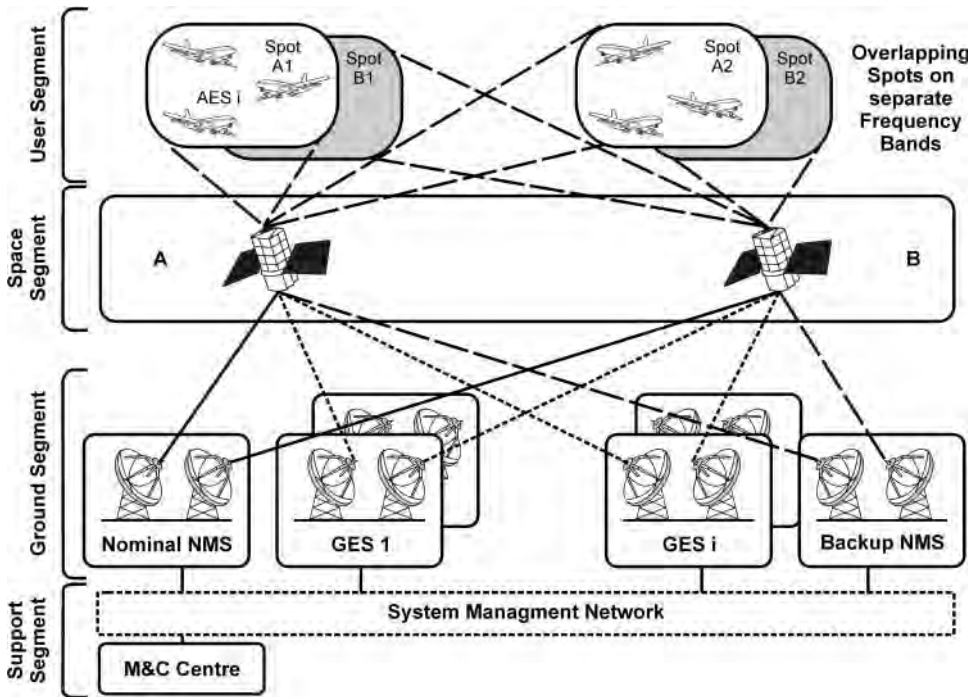 User Segment
Spot
A1
Spot
B1
AES i
Spot
A2
Spot
B2
Overlapping
Spots on
separate
Frequency
Bands
Space
Segment
A
B
Ground Segment
Nominal NMS
GES 1
GES i
Backup NMS
Support
Segment
System Managment Network
M&C Centre